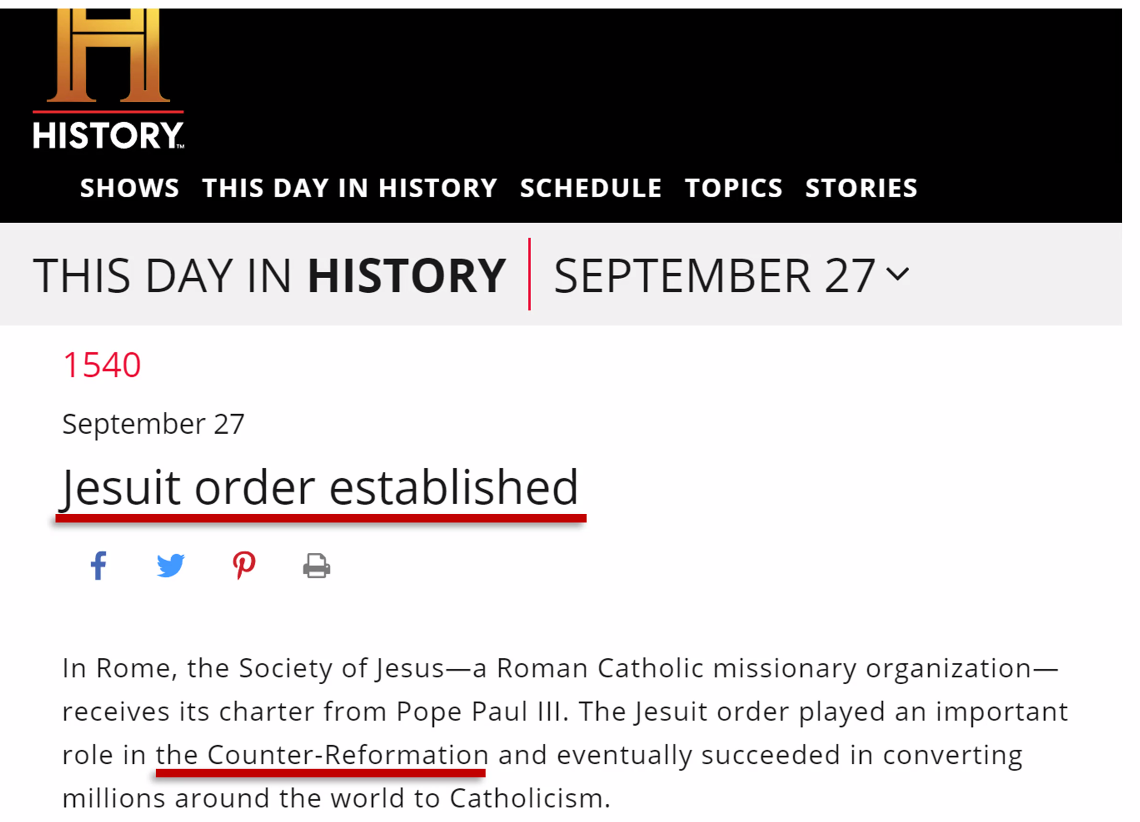 HISTORY™
SHOWS THIS DAY IN HISTORY SCHEDULE TOPICS STORIES
THIS DAY IN HISTORY SEPTEMBER 27
1540
September 27
Jesuit order established
In Rome, the Society of Jesus—a Roman Catholic missionary organization—
receives its charter from Pope Paul III. The Jesuit order played an important
role in the Counter-Reformation and eventually succeeded in converting
millions around the world to Catholicism.